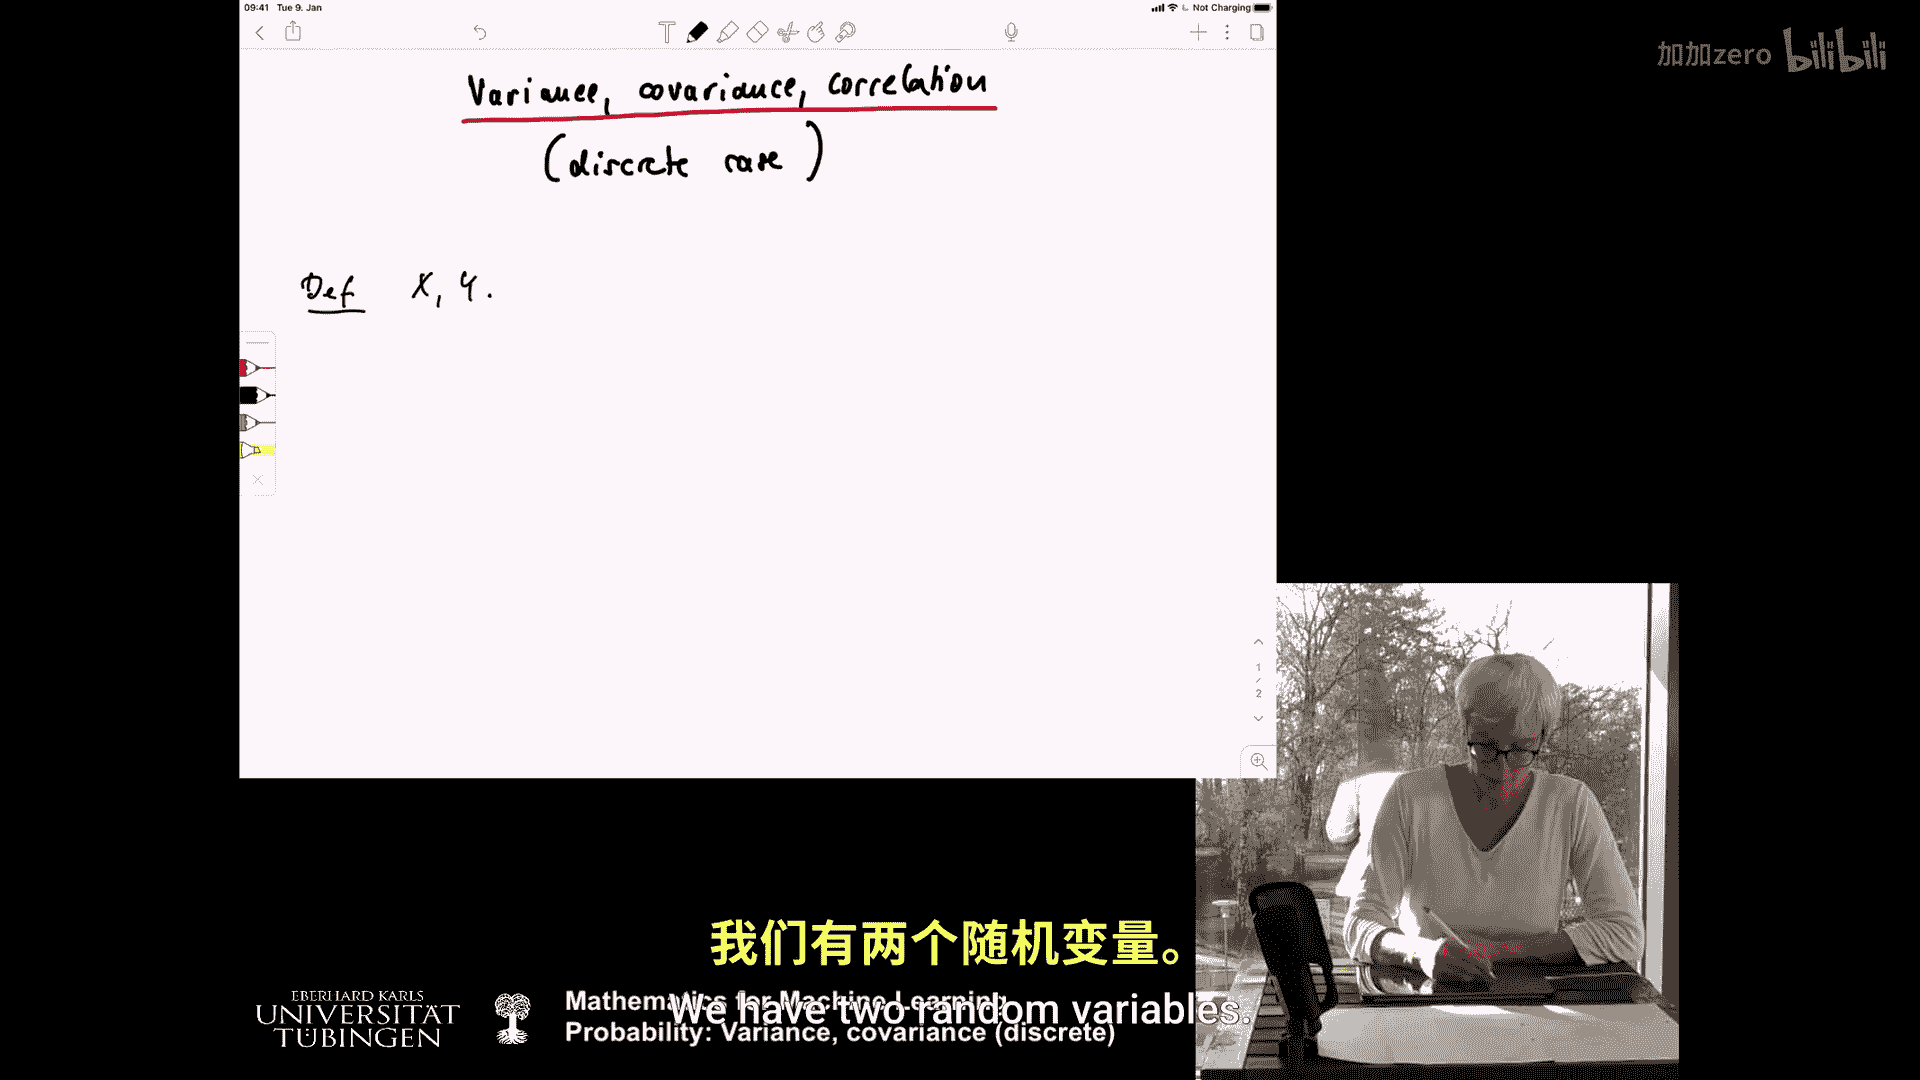 09:41 Tue 9. Jan
Not Charging
加加zero bilibili
Variance, covariance, correlation
(discrete case)
Def X, Y.
1
2
我们有两个随机变量。
We have two random variables.
EBERHARD KARLS
UNIVERSITÄT
TÜBINGEN
Mathematics for Machine Learning
Probability: Variance, covariance (discrete)